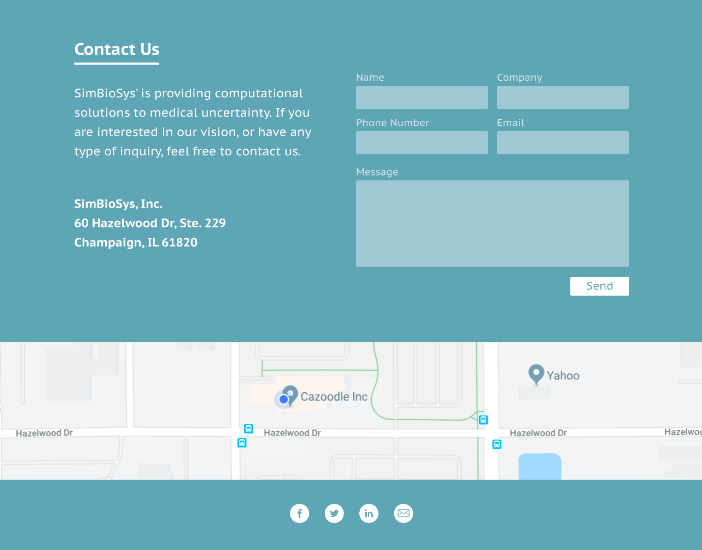 Contact Us
SimBioSys' is providing computational
solutions to medical uncertainty. If you
are interested in our vision, or have any
type of inquiry, feel free to contact us.
SimBioSys, Inc.
60 Hazelwood Dr, Ste. 229
Champaign, IL 61820
Name
Company
Phone Number
Email
Message
Send
Yahoo
Cazoodle Inc
Hazelwood Dr
Hazelwood Dr
Hazelwood Dr
Hazelwoo